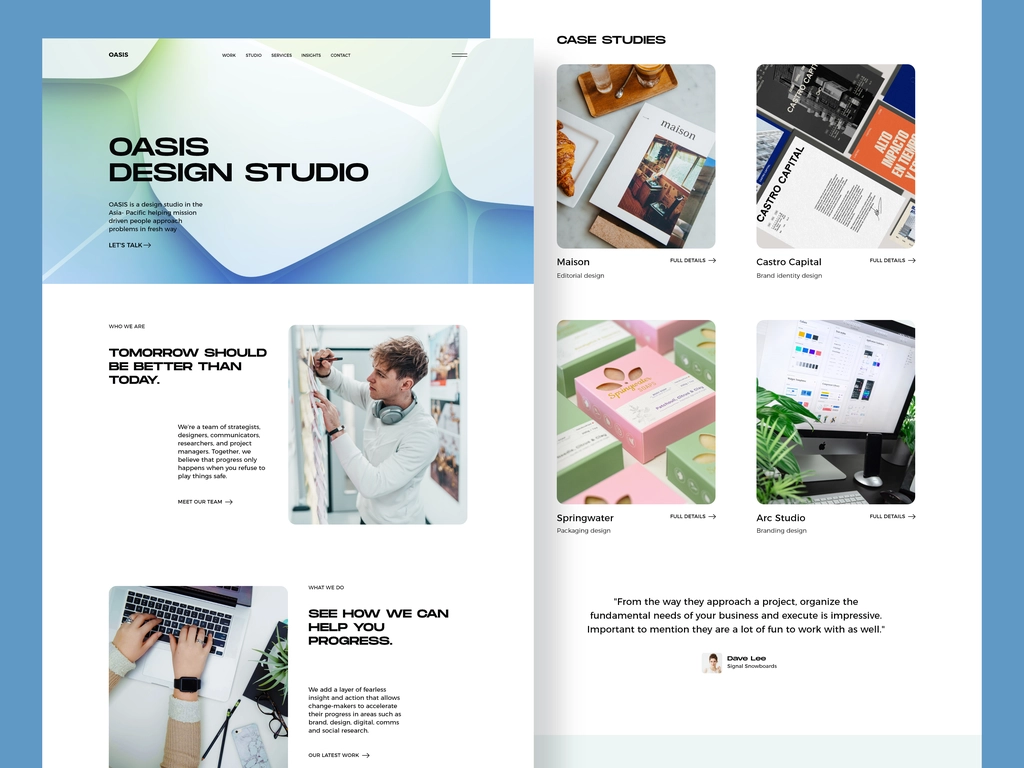 OASIS
WORK STUDIO SERVICES INSIGHTS CONTACT
OASIS
DESIGN STUDIO
OASIS is a design studio in the
Asia- Pacific helping mission
driven people approach
problems in fresh way
LET'S TALK
WHO WE ARE
TOMORROW SHOULD
BE BETTER THAN
TODAY.
We're a team of strategists,
designers, communicators,
researchers, and project
managers. Together, we
believe that progress only
happens when you refuse to
play things safe.
MEET OUR TEAM
WHAT WE DO
SEE HOW WE CAN
HELP YOU
PROGRESS.
We add a layer of fearless
insight and action that allows
change-makers to accelerate
their progress in areas such as
brand, design, digital, comms
and social research.
OUR LATEST WORK
CASE STUDIES
maison
Maison
FULL DETAILS
Editorial design
CASTRO CAPITAL
CASTRO CAPITAL
ALTO
IMPACTO
EN TIEMPO
Castro Capital
FULL DETAILS
Brand identity design
Springwater
Patchouli, Citrus & Clay
Springwater
FULL DETAILS
Packaging design
Arc Studio
FULL DETAILS
Branding design
"From the way they approach a project, organize the
fundamental needs of your business and execute is impressive.
Important to mention they are a lot of fun to work with as well."
Dave Lee
Signal Snowboards